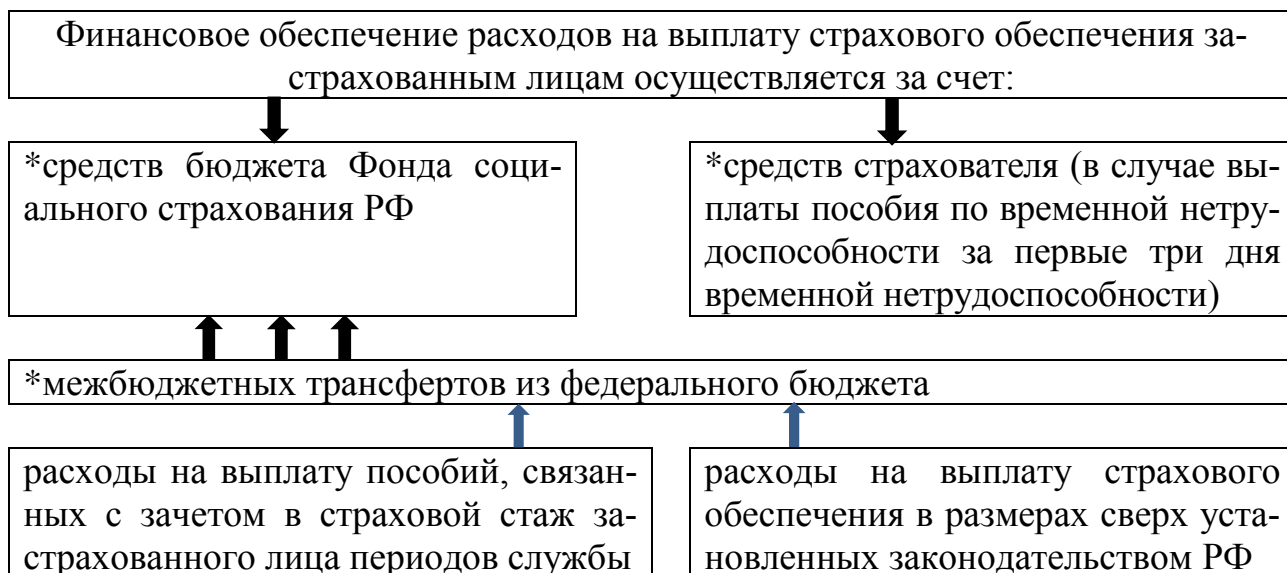 Финансовое обеспечение расходов на выплату страхового обеспечения за-
страхованным лицам осуществляется за счет:
*средств бюджета Фонда соци-
ального страхования РФ
*средств страхователя (в случае вы-
платы пособия по временной нетру-
доспособности за первые три дня
временной нетрудоспособности)
*межбюджетных трансфертов из федерального бюджета
расходы на выплату пособий, связан-
ных с зачетом в страховой стаж за-
страхованного лица периодов службы
расходы на выплату страхового
обеспечения в размерах сверх уста-
новленных законодательством РФ